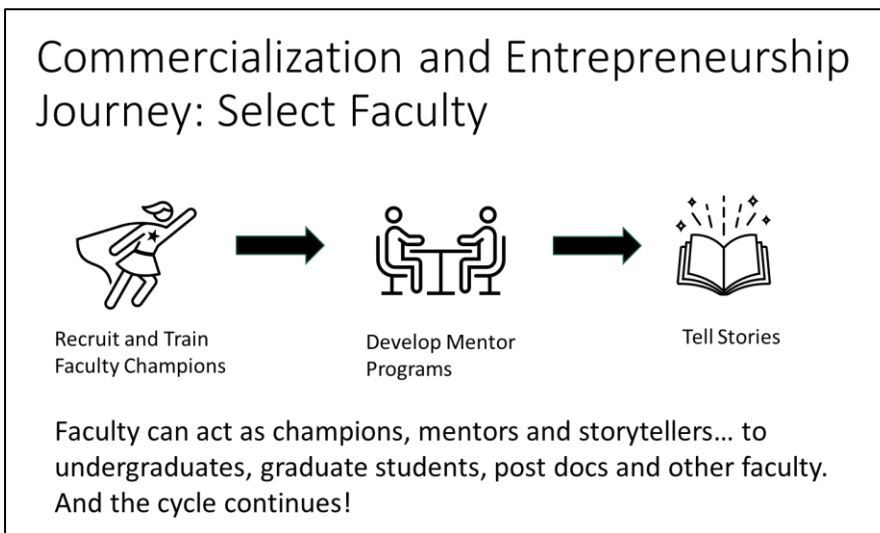 Commercialization and Entrepreneurship
Journey: Select Faculty
Recruit and Train
Faculty Champions
Develop Mentor
Programs
Tell Stories
Faculty can act as champions, mentors and storytellers… to
undergraduates, graduate students, post docs and other faculty.
And the cycle continues!